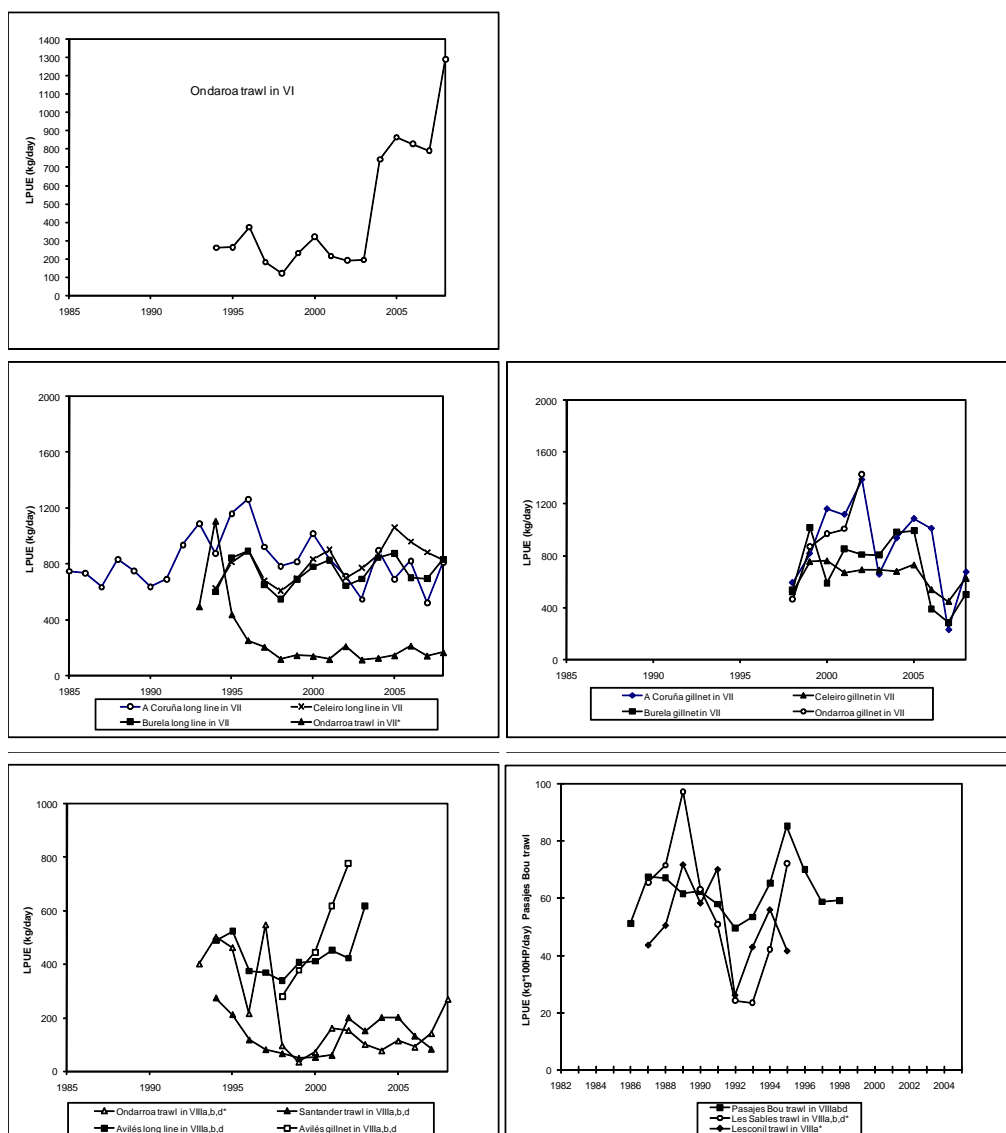 Ondaroa trawl in VI
LPUE (kg/day)
1400
1300
1200
1100
1000
900
800
700
600
500
400
300
200
100
0
1985 1990 1995 2000 2005
LPUE (kg/day)
2000
1600
1200
800
400
0
1985 1990 1995 2000 2005
A Coruña long line in VII Celeiro long line in VII
Burela long line in VII Ondarroa trawl in VII*
LPUE (kg/day)
2000
1600
1200
800
400
0
1985 1990 1995 2000 2005
A Coruña gillnet in VII Celeiro gillnet in VII
Burela gillnet in VII Ondarroa gillnet in VII
LPUE (kg/day)
1000
800
600
400
200
0
1985 1990 1995 2000 2005
Ondarroa trawl in VIIIa,b,d* Santander trawl in VIIIa,b,d
Avilés long line in VIIIa,b,d Avilés gillnet in VIIIa,b,d
LPUE (kg*100HP/day) Pasajes Bou trawl
100
80
60
40
20
0
1982 1984 1986 1988 1990 1992 1994 1996 1998 2000 2002 2004
Pasajes Bou trawl in VIIIabd
Les Sables trawl in VIIIa,b,d*
Lesconil trawl in VIIIa*